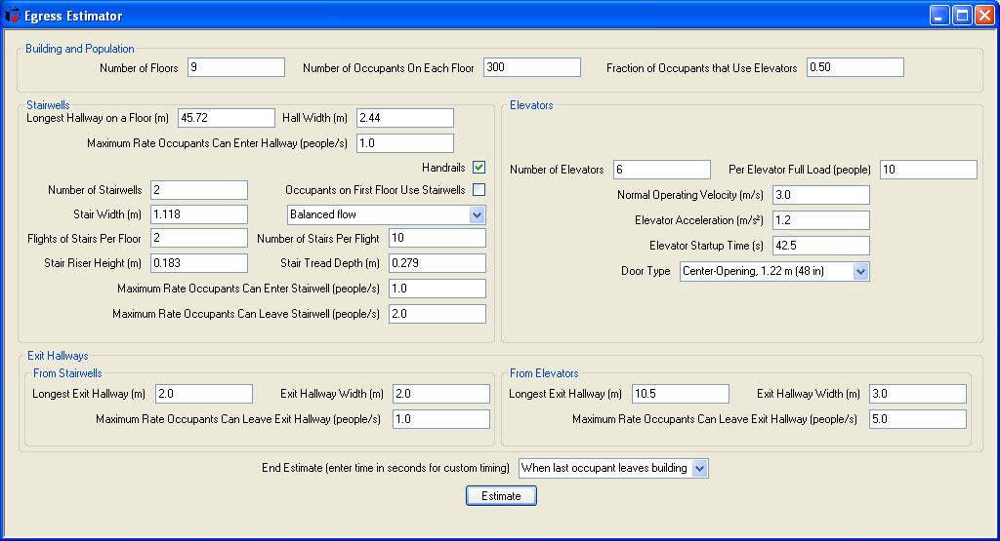 Egress Estimator
Building and Population
Number of Floors 9 Number of Occupants On Each Floor 300 Fraction of Occupants that Use Elevators 0.50
Stairwells
Longest Hallway on a Floor (m) 45.72 Hall Width (m) 2.44
Maximum Rate Occupants Can Enter Hallway (people/s) 1.0
Handrails
Number of Stairwells 2 Occupants on First Floor Use Stairwells
Stair Width (m) 1.118 Balanced flow
Flights of Stairs Per Floor 2 Number of Stairs Per Flight 10
Stair Riser Height (m) 0.183 Stair Tread Depth (m) 0.279
Maximum Rate Occupants Can Enter Stairwell (people/s) 1.0
Maximum Rate Occupants Can Leave Stairwell (people/s) 2.0
Elevators
Number of Elevators 6 Per Elevator Full Load (people) 10
Normal Operating Velocity (m/s) 3.0
Elevator Acceleration (m/s²) 1.2
Elevator Startup Time (s) 42.5
Door Type Center-Opening, 1.22 m (48 in)
Exit Hallways
From Stairwells
Longest Exit Hallway (m) 2.0 Exit Hallway Width (m) 2.0
Maximum Rate Occupants Can Leave Exit Hallway (people/s) 1.0
From Elevators
Longest Exit Hallway (m) 10.5 Exit Hallway Width (m) 3.0
Maximum Rate Occupants Can Leave Exit Hallway (people/s) 5.0
End Estimate (enter time in seconds for custom timing) When last occupant leaves building
Estimate